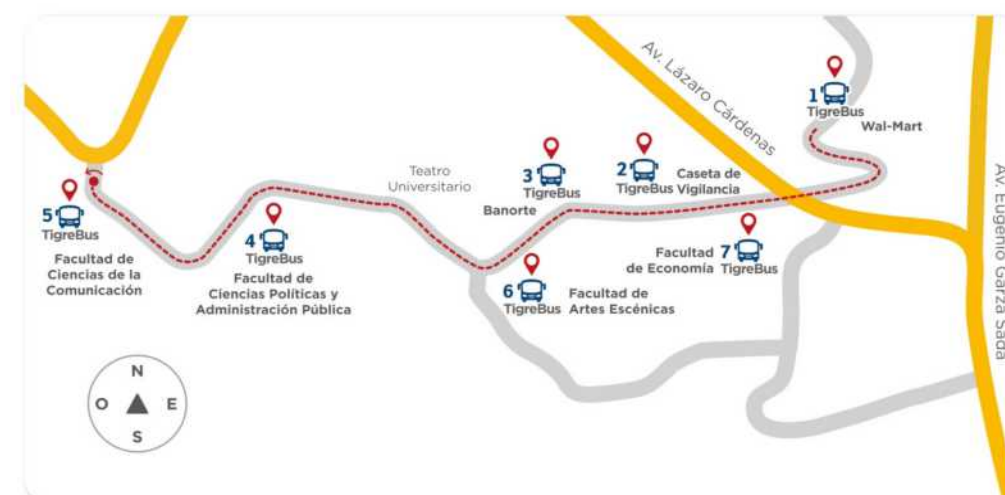 Av. Lázaro Cárdenas
1
TigreBus
Wal-Mart
Av. Eugenio Garza Sada
Teatro
Universitario
3
TigreBus
Banorte
2
TigreBus
Caseta de
Vigilancia
5
TigreBus
Facultad de
Ciencias de la
Comunicación
4
TigreBus
Facultad de
Ciencias Políticas y
Administración Pública
6
TigreBus
Facultad de
Artes Escénicas
Facultad
de Economía
7
TigreBus
N
O
E
S